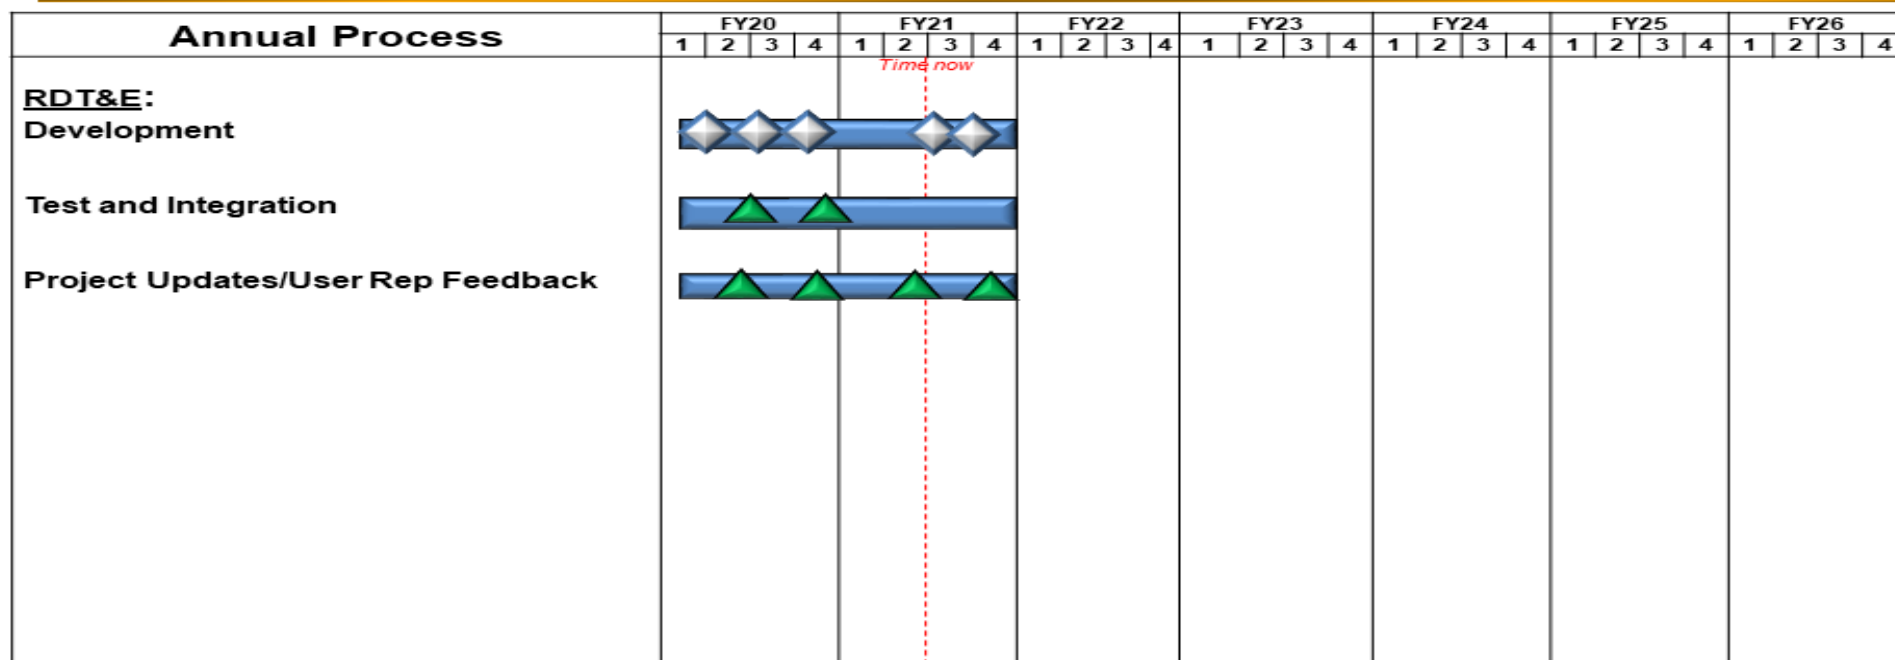 Annual Process
FY20 FY21 FY22 FY23 FY24 FY25 FY26
1 2 3 4 1 2 3 4 1 2 3 4 1 2 3 4 1 2 3 4 1 2 3 4 1 2 3 4
Time now
RDT&E:
Development
Test and Integration
Project Updates/User Rep Feedback